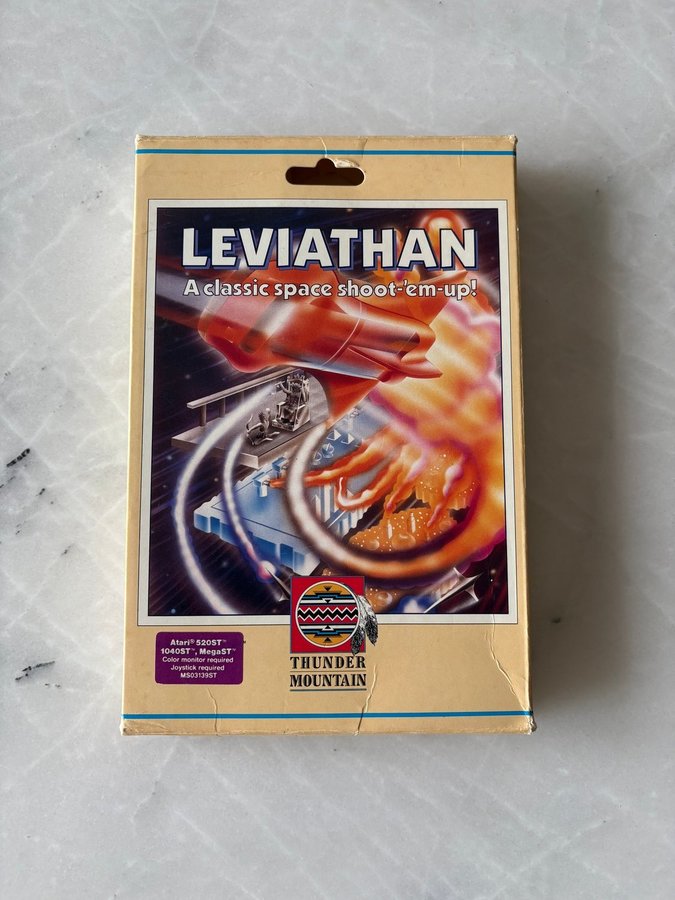 LEVIATHAN
A classic space shoot-'em-up!
Atari® 520ST™
1040ST™, MegaST™
Color monitor required
Joystick required
MS03139ST
THUNDER
MOUNTAIN